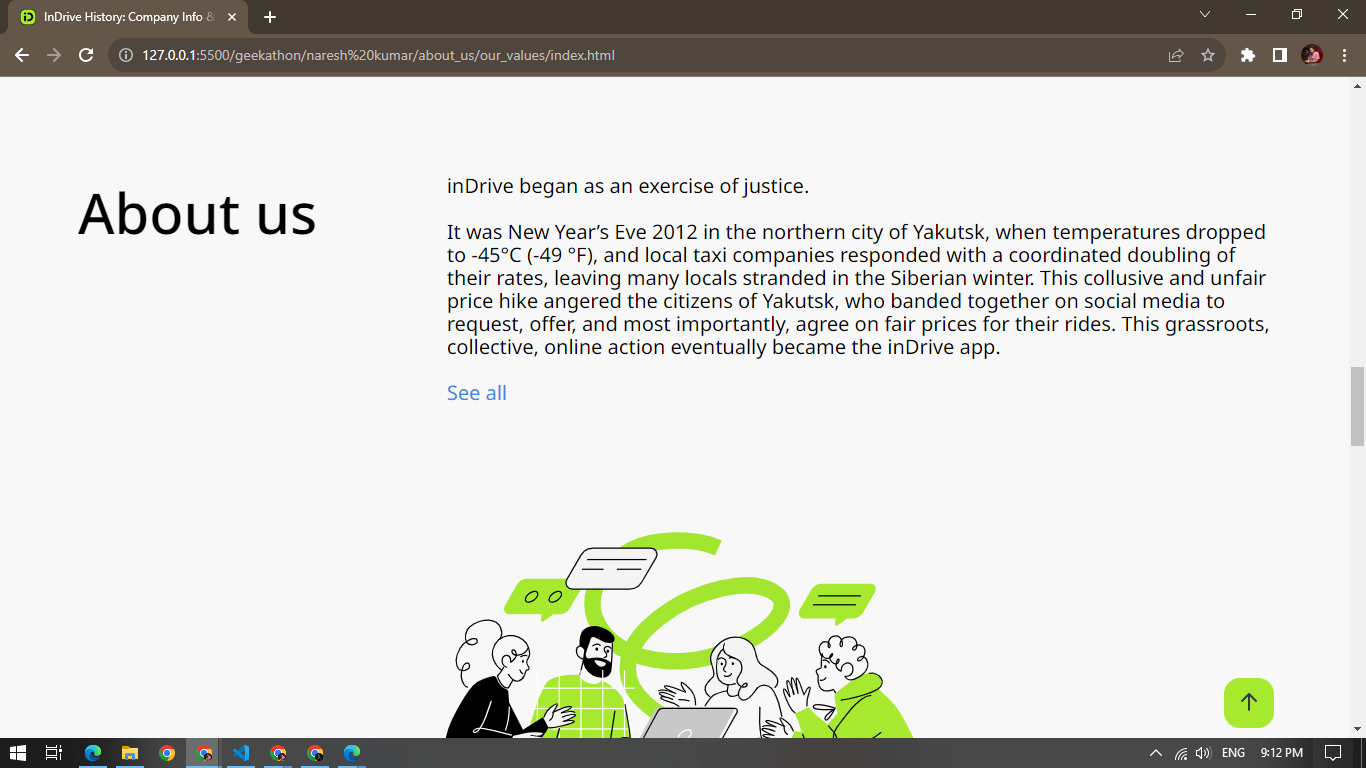 InDrive History: Company Info &
127.0.0.1:5500/geekathon/naresh%20kumar/about_us/our_values/index.html
About us
inDrive began as an exercise of justice.
It was New Year’s Eve 2012 in the northern city of Yakutsk, when temperatures dropped
to -45°C (-49 °F), and local taxi companies responded with a coordinated doubling of
their rates, leaving many locals stranded in the Siberian winter. This collusive and unfair
price hike angered the citizens of Yakutsk, who banded together on social media to
request, offer, and most importantly, agree on fair prices for their rides. This grassroots,
collective, online action eventually became the inDrive app.
See all
ENG
9:12 PM